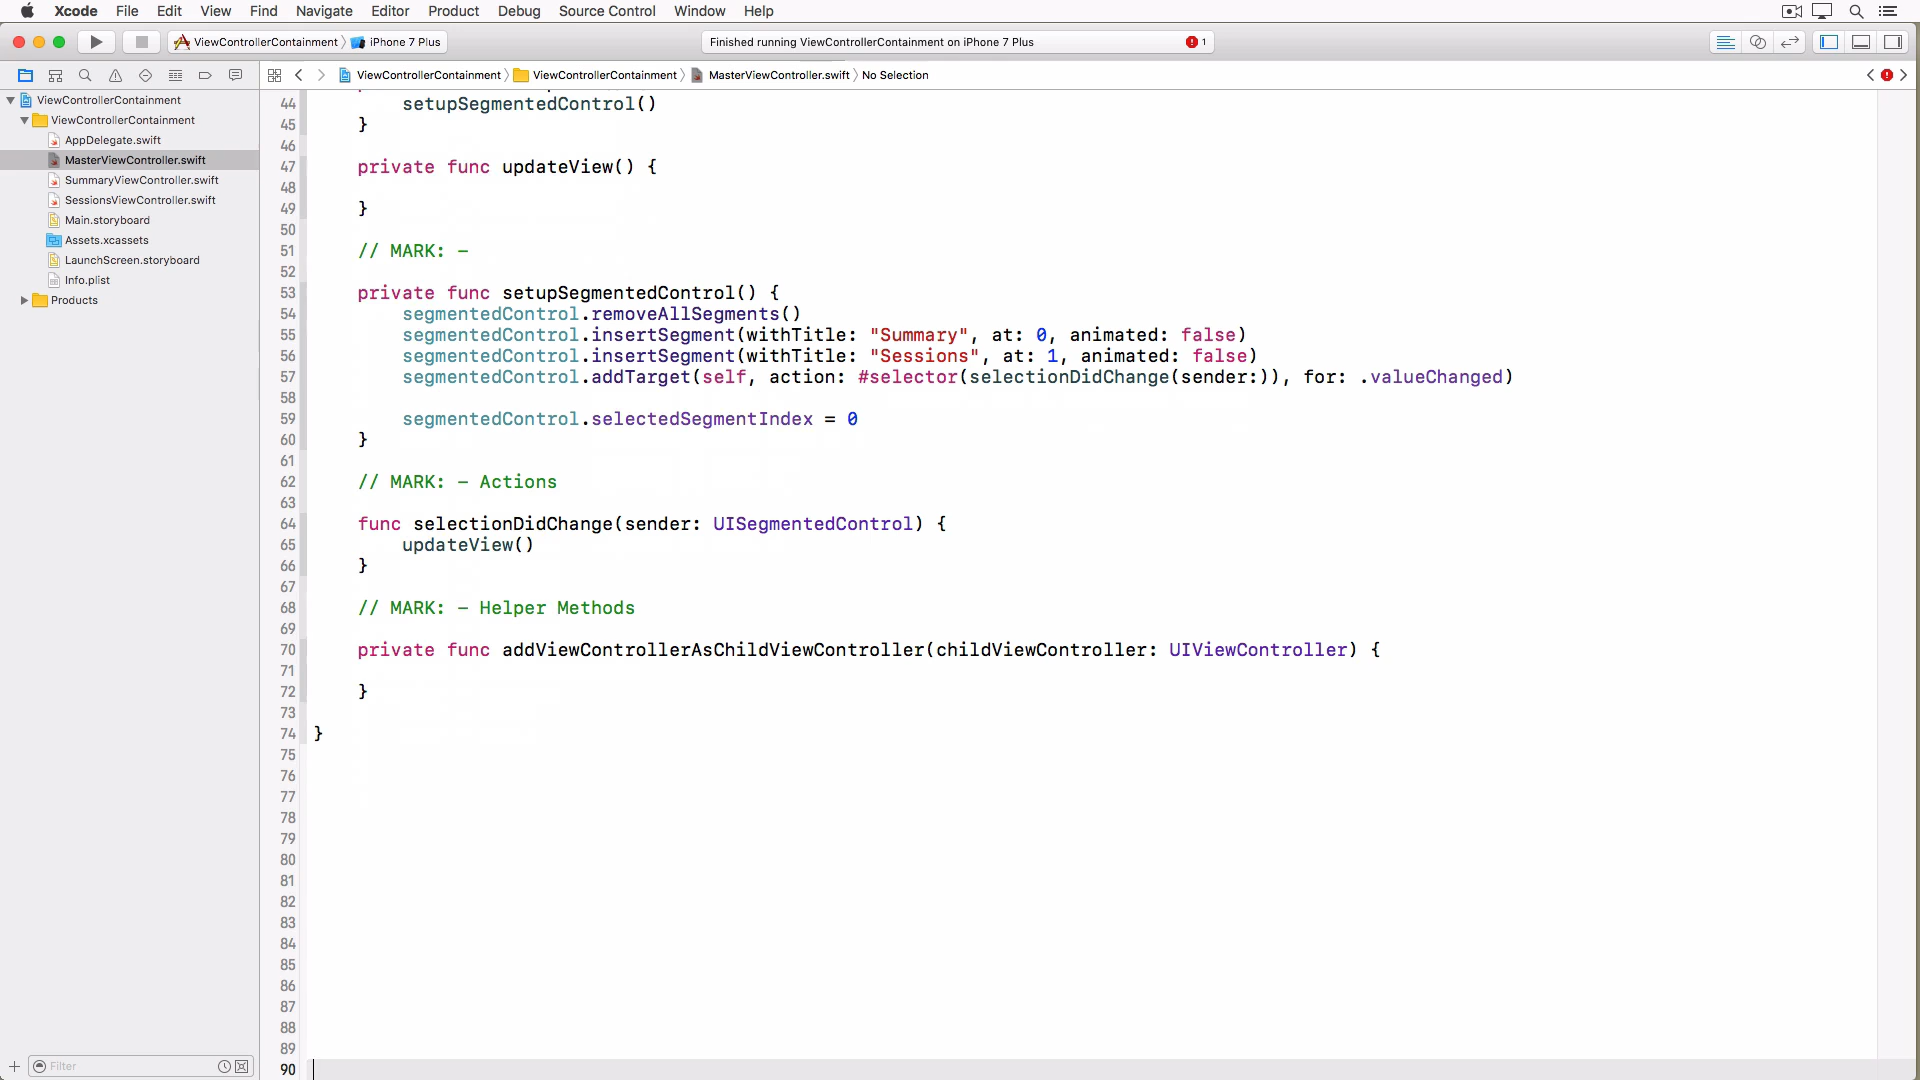 Xcode File Edit View Find Navigate Editor Product Debug Source Control Window Help
ViewControllerContainment 〉 iPhone 7 Plus
Finished running ViewControllerContainment on iPhone 7 Plus 1
ViewControllerContainment 〉 ViewControllerContainment 〉 MasterViewController.swift 〉 No Selection
ViewControllerContainment
ViewControllerContainment
AppDelegate.swift
MasterViewController.swift
SummaryViewController.swift
SessionsViewController.swift
Main.storyboard
Assets.xcassets
LaunchScreen.storyboard
Info.plist
Products
Filter
44 setupSegmentedControl()
45 }
46
47 private func updateView() {
48
49 }
50
51 // MARK: –
52
53 private func setupSegmentedControl() {
54 segmentedControl.removeAllSegments()
55 segmentedControl.insertSegment(withTitle: "Summary", at: 0, animated: false)
56 segmentedControl.insertSegment(withTitle: "Sessions", at: 1, animated: false)
57 segmentedControl.addTarget(self, action: #selector(selectionDidChange(sender:)), for: .valueChanged)
58
59 segmentedControl.selectedSegmentIndex = 0
60 }
61
62 // MARK: – Actions
63
64 func selectionDidChange(sender: UISegmentedControl) {
65 updateView()
66 }
67
68 // MARK: – Helper Methods
69
70 private func addViewControllerAsChildViewController(childViewController: UIViewController) {
71
72 }
73
74 }
75
76
77
78
79
80
81
82
83
84
85
86
87
88
89
90